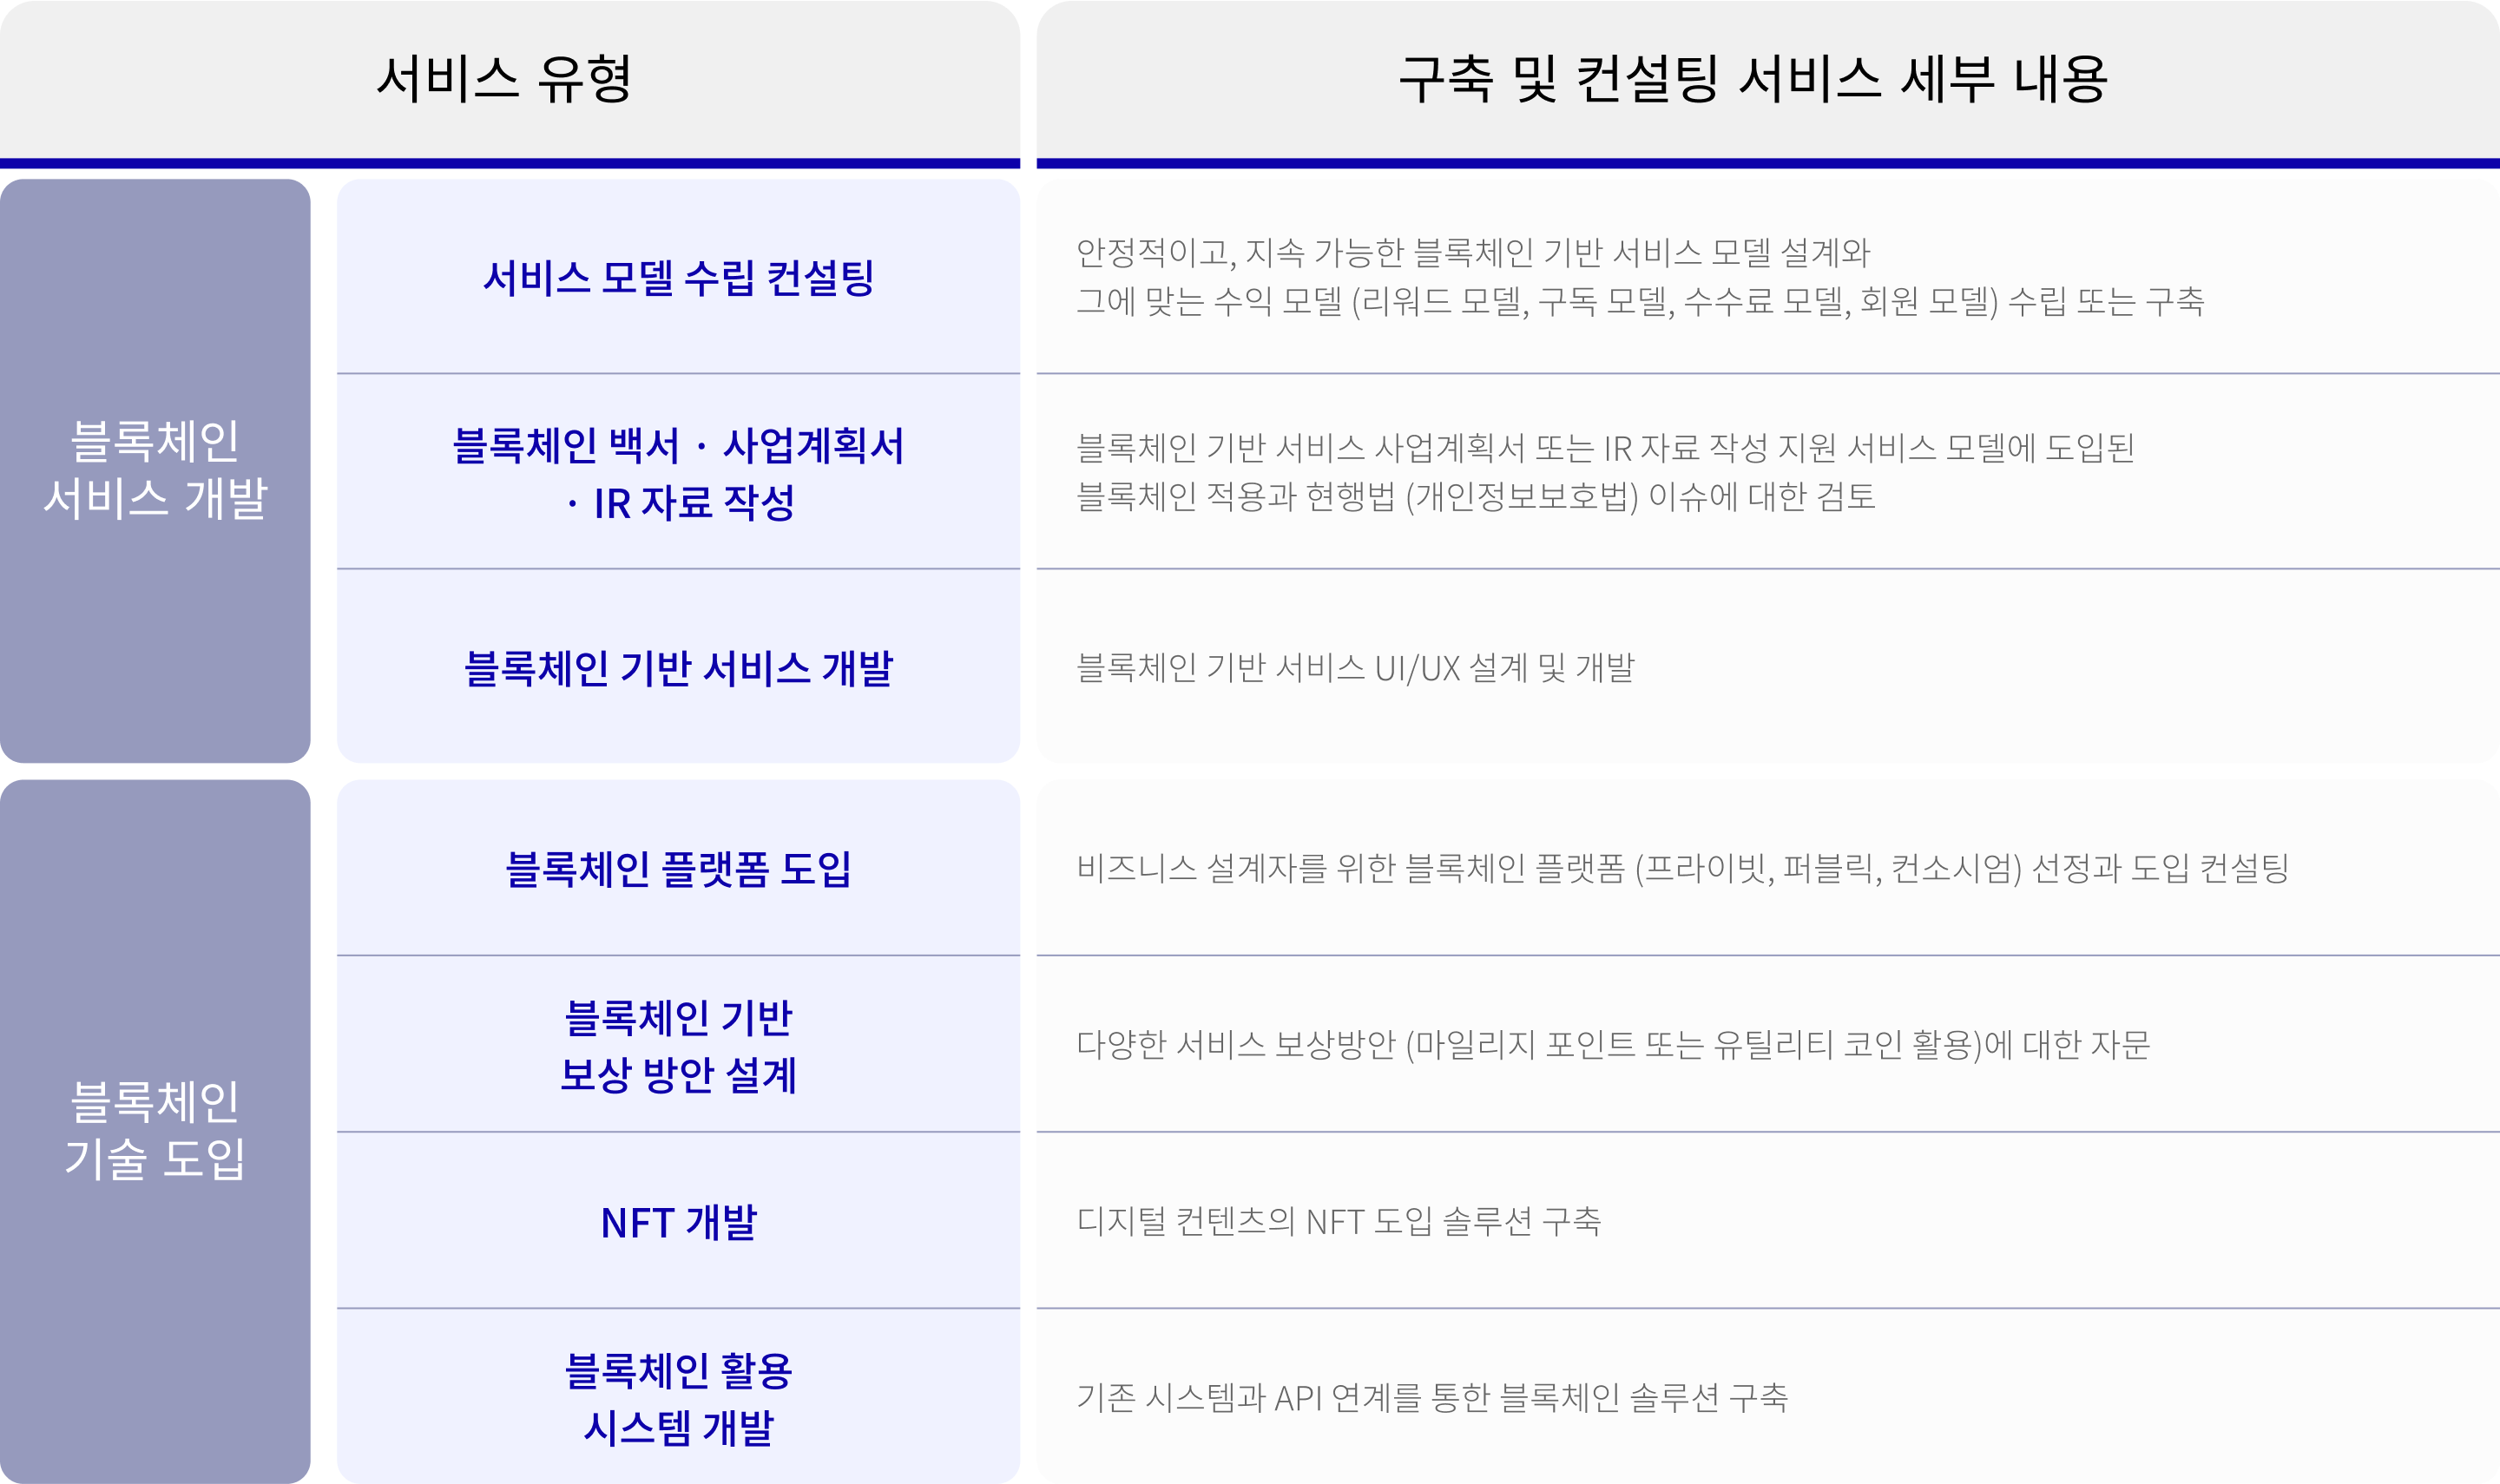 서비스 유형
구축 및 컨설팅 서비스 세부 내용
블록체인
서비스 개발
서비스 모델 수립 컨설팅
안정적이고, 지속 가능한 블록체인 기반 서비스 모델 설계와
그에 맞는 수익 모델(대여료 모델, 구독 모델, 수수료 모델, 회원 모델) 수립 또는 구축
블록체인 백서 · 사업계획서
· IR자료 작성
블록체인 기반 서비스 사업계획서 또는 IR자료 작성 지원서비스 모델에 도입된
블록체인 적용과 관련 현행법(개인정보보호법) 이슈에 대한 검토
블록체인 기반 서비스 개발
블록체인 기반 서비스 UI/UX 설계 및 개발
블록체인
기술 도입
블록체인 플랫폼 도입
비즈니스 설계자를 위한 블록체인 플랫폼(프라이빗, 퍼블릭, 컨소시엄) 선정과 도입 컨설팅
블록체인 기반
보상 방안 설계
다양한 서비스 보상방안(마일리지 포인트 또는 유틸리티 코인 활용)에 대한 자문
NFT 개발
디지털 컨텐츠의 NFT 도입 솔루션 구축
블록체인 활용
시스템 개발
기존 시스템과 API 연계를 통한 블록체인 솔루션 구축